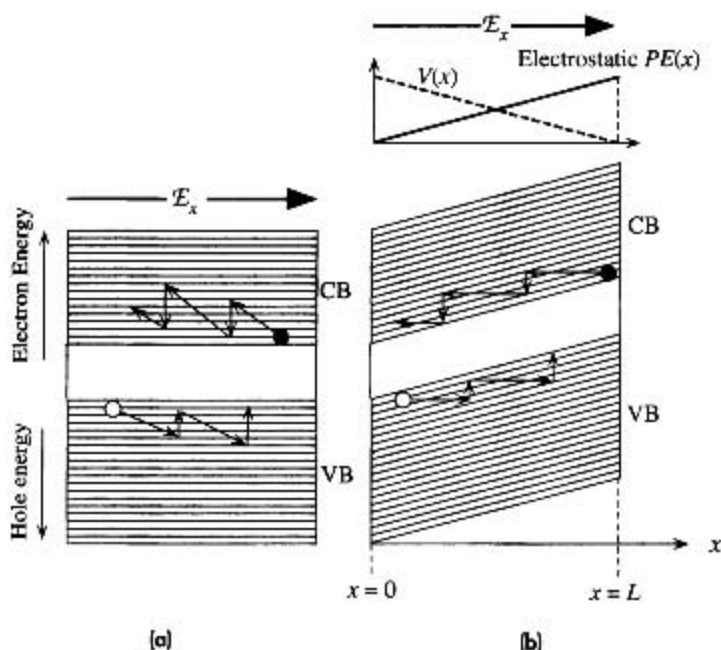 ℰx
Electrostatic PE(x)
V(x)
ℰx
Electron Energy
CB
CB
Hole energy
VB
VB
x
x = 0
x = L
(a)
(b)